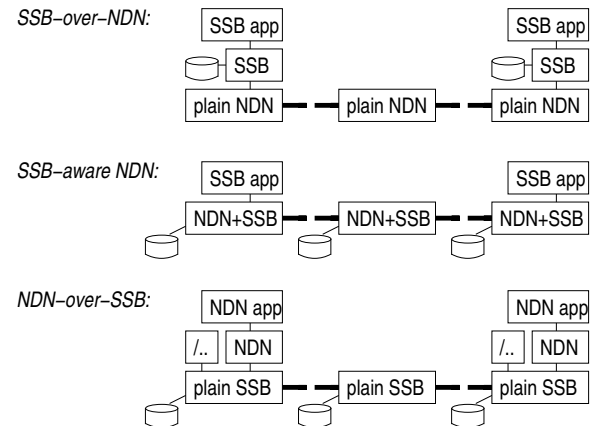 SSB–over–NDN:
SSB app SSB app
SSB SSB
plain NDN plain NDN plain NDN
SSB–aware NDN:
SSB app SSB app
NDN+SSB NDN+SSB NDN+SSB
NDN–over–SSB:
NDN app NDN app
/.. NDN /.. NDN
plain SSB plain SSB plain SSB